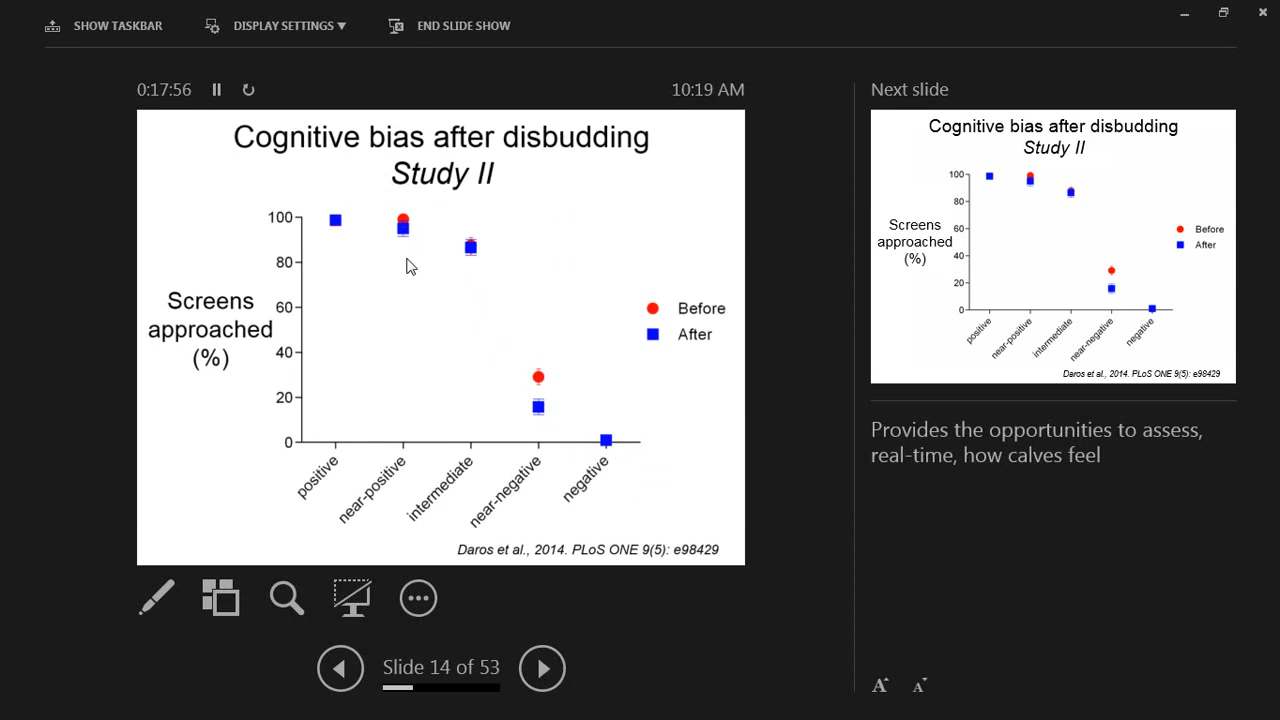 SHOW TASKBAR
DISPLAY SETTINGS ▼
END SLIDE SHOW
0:17:56
10:19 AM
Cognitive bias after disbudding
Study II
100
80
60
40
20
0
Screens
approached
(%)
Before
After
positive
near-positive
intermediate
near-negative
negative
Daros et al., 2014. PLoS ONE 9(5): e98429
Slide 14 of 53
Next slide
Cognitive bias after disbudding
Study II
100
80
60
40
20
0
Screens
approached
(%)
Before
After
positive
near-positive
intermediate
near-negative
negative
Daros et al., 2014. PLoS ONE 9(5): e98429
Provides the opportunities to assess,
real-time, how calves feel
A A